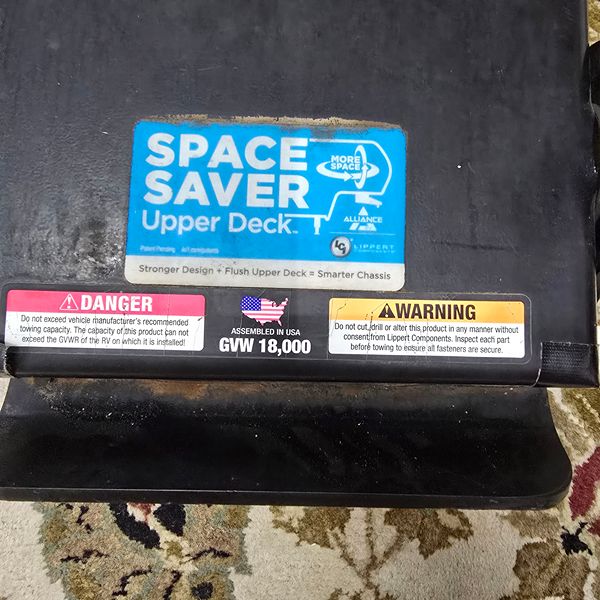 SPACE
SAVER
Upper Deck™
MORE
SPACE
ALLIANCE
LCI LIPPERT
COMPONENTS
Patent Pending
Stronger Design + Flush Upper Deck = Smarter Chassis
DANGER
Do not exceed vehicle manufacturer's recommended
towing capacity. The capacity of this product can not
exceed the GVWR of the RV on which it is installed!
ASSEMBLED IN USA
GVW 18,000
WARNING
Do not cut, drill or alter this product in any manner without
consent from Lippert Components. Inspect each part
before towing to ensure all fasteners are secure.